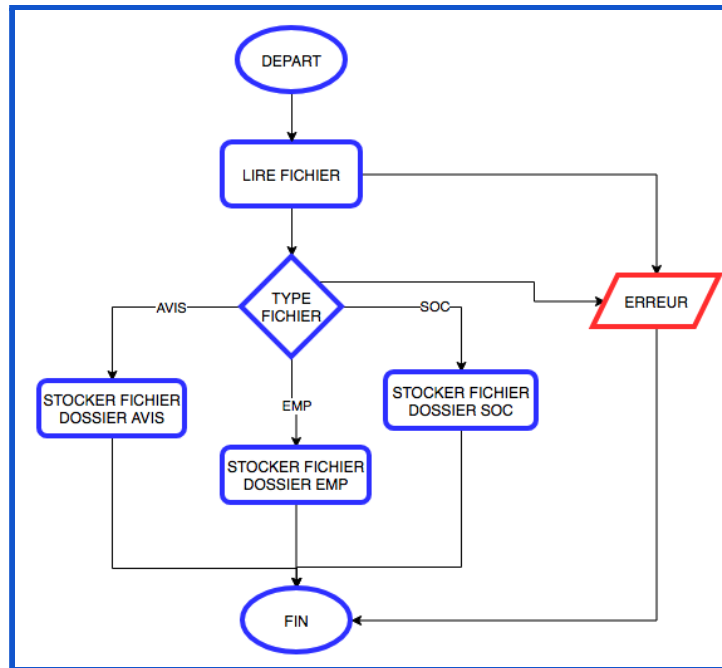 DEPART
LIRE FICHIER
TYPE
FICHIER
ERREUR
AVIS
SOC
STOCKER FICHIER
DOSSIER AVIS
EMP
STOCKER FICHIER
DOSSIER SOC
STOCKER FICHIER
DOSSIER EMP
FIN